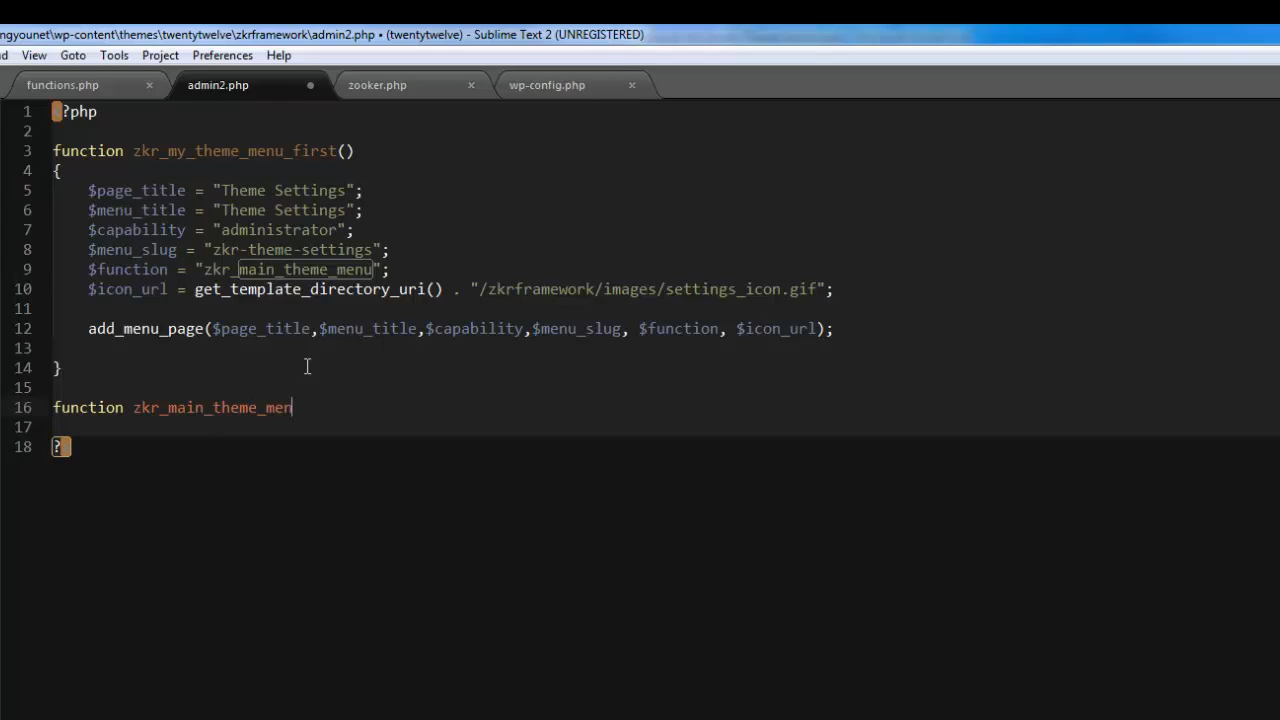 ngyounet\wp-content\themes\twentytwelve\zkrframework\admin2.php • (twentytwelve) - Sublime Text 2 (UNREGISTERED)
d View Goto Tools Project Preferences Help
functions.php × admin2.php • zooker.php × wp-config.php ×
1 <?php
2
3 function zkr_my_theme_menu_first()
4 {
5 $page_title = "Theme Settings";
6 $menu_title = "Theme Settings";
7 $capability = "administrator";
8 $menu_slug = "zkr-theme-settings";
9 $function = "zkr_main_theme_menu";
10 $icon_url = get_template_directory_uri() . "/zkrframework/images/settings_icon.gif";
11
12 add_menu_page($page_title,$menu_title,$capability,$menu_slug, $function, $icon_url);
13
14 }
15
16 function zkr_main_theme_men
17
18 ?>